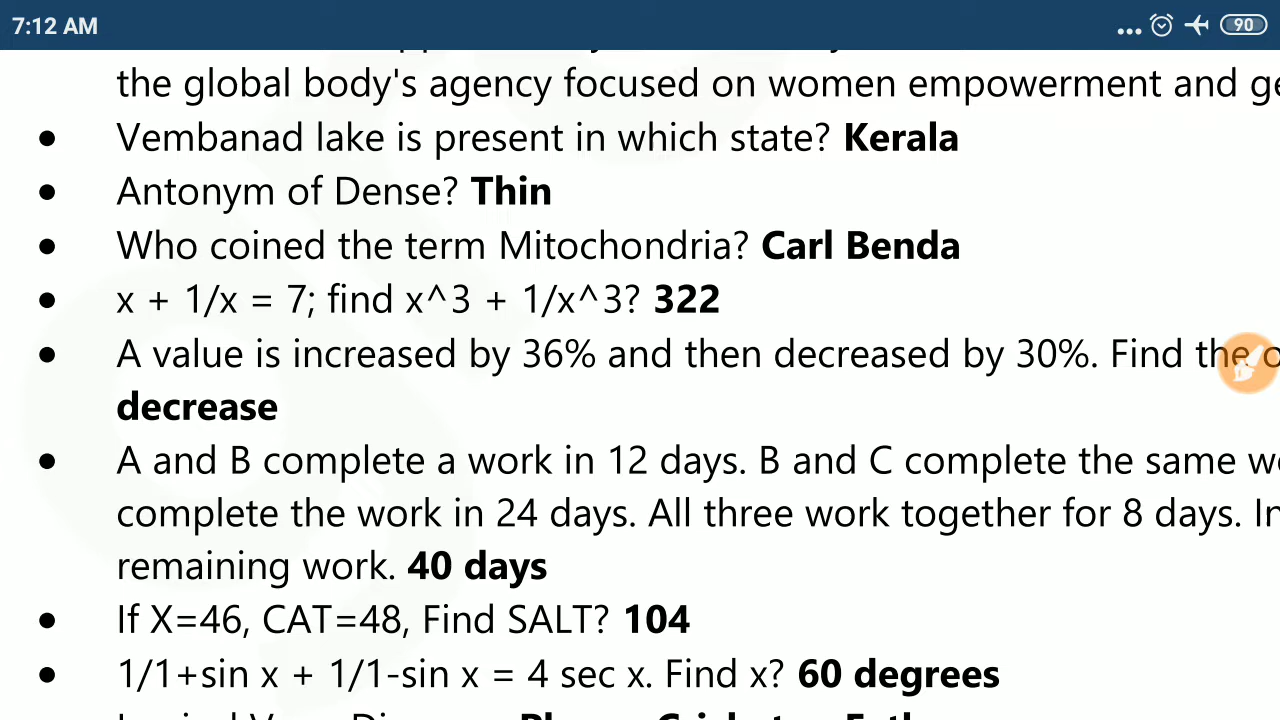 7:12 AM
90
the global body's agency focused on women empowerment and ge
• Vembanad lake is present in which state? Kerala
• Antonym of Dense? Thin
• Who coined the term Mitochondria? Carl Benda
• x + 1/x = 7; find x^3 + 1/x^3? 322
• A value is increased by 36% and then decreased by 30%. Find the
decrease
• A and B complete a work in 12 days. B and C complete the same
complete the work in 24 days. All three work together for 8 days. In
remaining work. 40 days
• If X=46, CAT=48, Find SALT? 104
• 1/1+sin x + 1/1-sin x = 4 sec x. Find x? 60 degrees